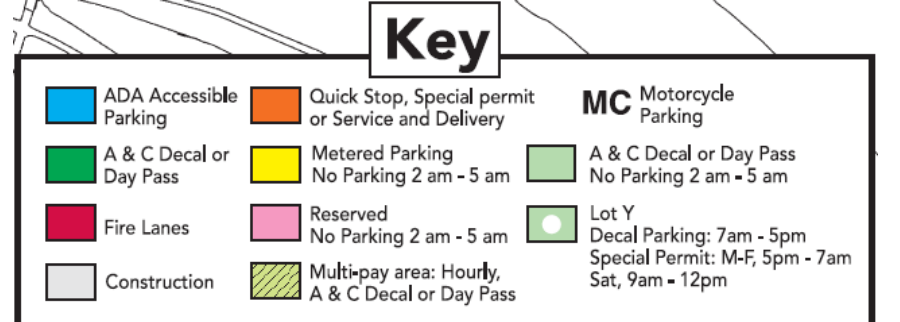 Key
ADA Accessible
Parking
A & C Decal or
Day Pass
Fire Lanes
Construction
Quick Stop, Special permit
or Service and Delivery
Metered Parking
No Parking 2 am - 5 am
Reserved
No Parking 2 am - 5 am
Multi-pay area: Hourly,
A & C Decal or Day Pass
MC Motorcycle
Parking
A & C Decal or Day Pass
No Parking 2 am - 5 am
Lot Y
Decal Parking: 7am - 5pm
Special Permit: M-F, 5pm - 7am
Sat, 9am - 12pm